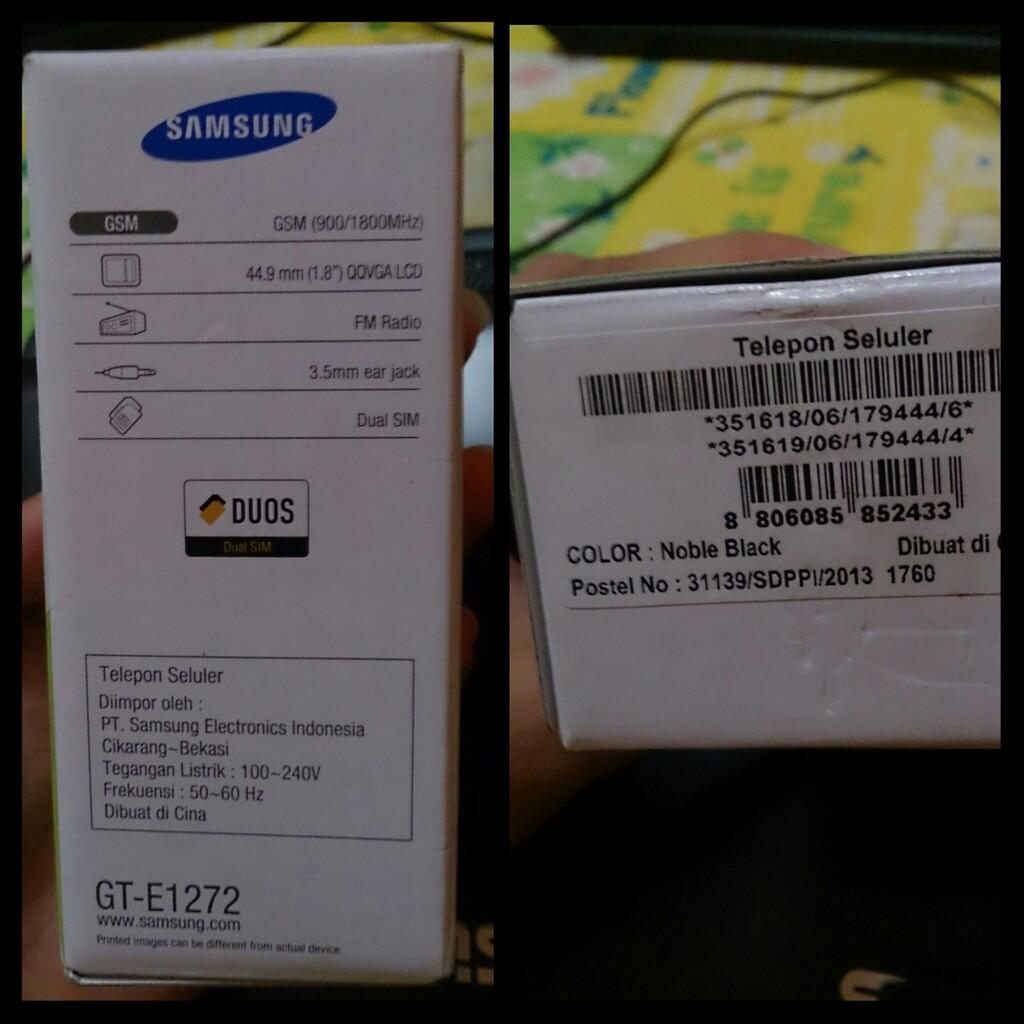 SAMSUNG
GSM GSM (900/1800MHz)
44.9 mm (1.8") QQVGA LCD
FM Radio
3.5mm ear jack
Dual SIM
DUOS
Dual SIM
Telepon Seluler
Diimpor oleh :
PT. Samsung Electronics Indonesia
Cikarang~Bekasi
Tegangan Listrik : 100~240V
Frekuensi : 50~60 Hz
Dibuat di Cina
GT-E1272
www.samsung.com
Printed images can be different from actual device.
Telepon Seluler
*351618/06/179444/6*
*351619/06/179444/4*
8 806085 852433
COLOR : Noble Black Dibuat di
Postel No : 31139/SDPPI/2013 1760